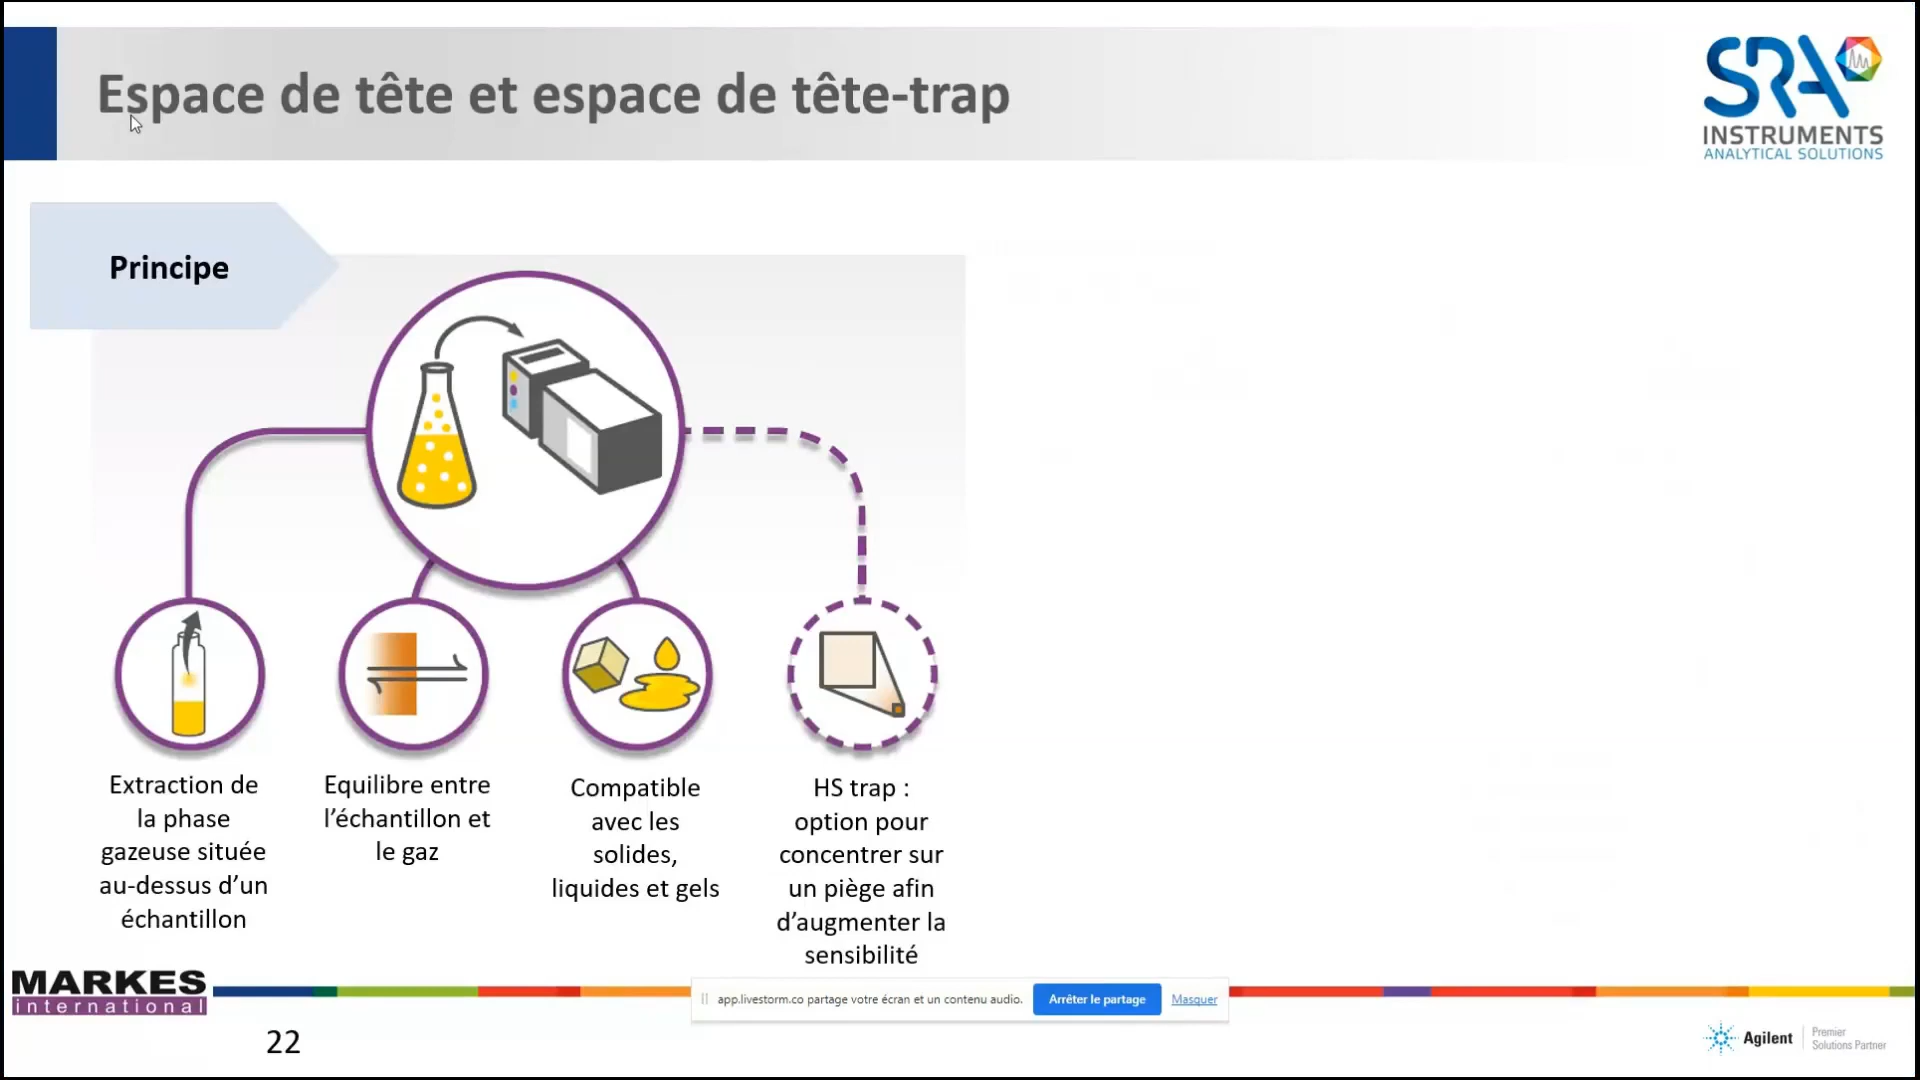 Espace de tête et espace de tête-trap
SRA
INSTRUMENTS
ANALYTICAL SOLUTIONS
Principe
Extraction de
la phase
gazeuse située
au-dessus d’un
échantillon
Equilibre entre
l’échantillon et
le gaz
Compatible
avec les
solides,
liquides et gels
HS trap :
option pour
concentrer sur
un piège afin
d’augmenter la
sensibilité
MARKES
international
app.livestorm.co partage votre écran et un contenu audio.
Arrêter le partage
Masquer
22
Agilent
Premier
Solutions Partner